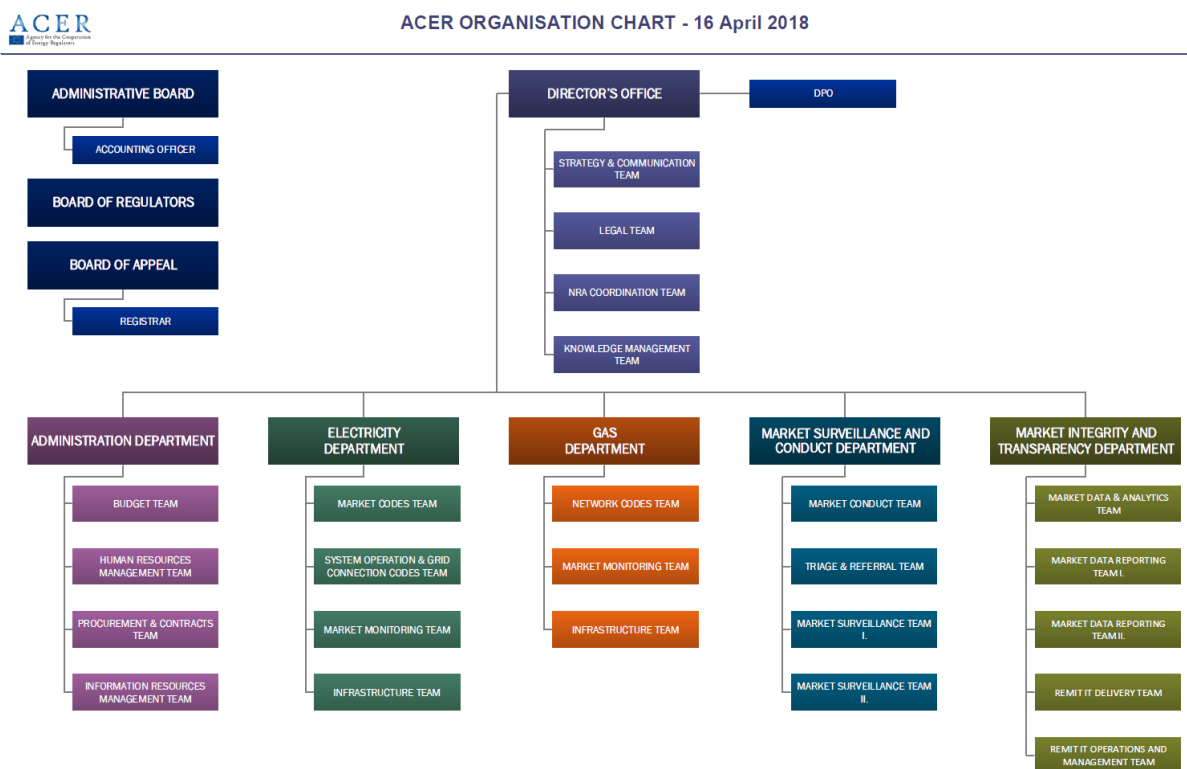 ACER
Agency for the Cooperation
of Energy Regulators
ACER ORGANISATION CHART - 16 April 2018
ADMINISTRATIVE BOARD
ACCOUNTING OFFICER
BOARD OF REGULATORS
BOARD OF APPEAL
REGISTRAR
DIRECTOR'S OFFICE
DPO
STRATEGY & COMMUNICATION
TEAM
LEGAL TEAM
NRA COORDINATION TEAM
KNOWLEDGE MANAGEMENT
TEAM
ADMINISTRATION DEPARTMENT
BUDGET TEAM
HUMAN RESOURCES
MANAGEMENT TEAM
PROCUREMENT & CONTRACTS
TEAM
INFORMATION RESOURCES
MANAGEMENT TEAM
ELECTRICITY
DEPARTMENT
MARKET CODES TEAM
SYSTEM OPERATION & GRID
CONNECTION CODES TEAM
MARKET MONITORING TEAM
INFRASTRUCTURE TEAM
GAS
DEPARTMENT
NETWORK CODES TEAM
MARKET MONITORING TEAM
INFRASTRUCTURE TEAM
MARKET SURVEILLANCE AND
CONDUCT DEPARTMENT
MARKET CONDUCT TEAM
TRIAGE & REFERRAL TEAM
MARKET SURVEILLANCE TEAM
I.
MARKET SURVEILLANCE TEAM
II.
MARKET INTEGRITY AND
TRANSPARENCY DEPARTMENT
MARKET DATA & ANALYTICS
TEAM
MARKET DATA REPORTING
TEAM I.
MARKET DATA REPORTING
TEAM II.
REMIT IT DELIVERY TEAM
REMIT IT OPERATIONS AND
MANAGEMENT TEAM